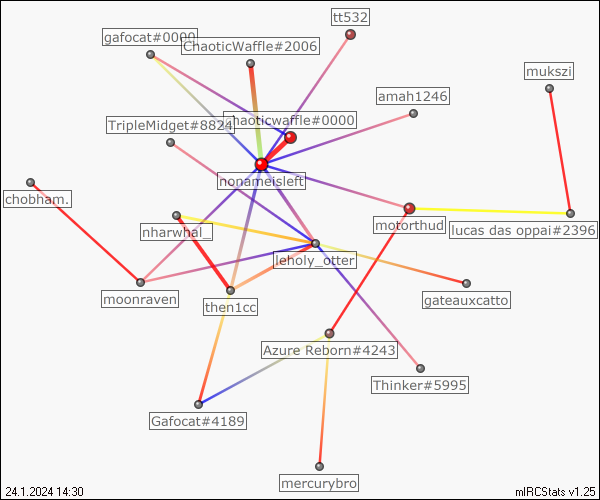 tt532
gafocat#0000
ChaoticWaffle#2006
mukszi
amah1246
TripleMidget#8824
haoticwaffle#0000
nonameisleft
chobham.
motorthud
lucas das oppai#2396
nharwhal_
leholy_otter
moonraven
then1cc
gateauxcatto
Azure Reborn#4243
Thinker#5995
Gafocat#4189
mercurybro
24.1.2024 14:30
mIRCStats v1.25